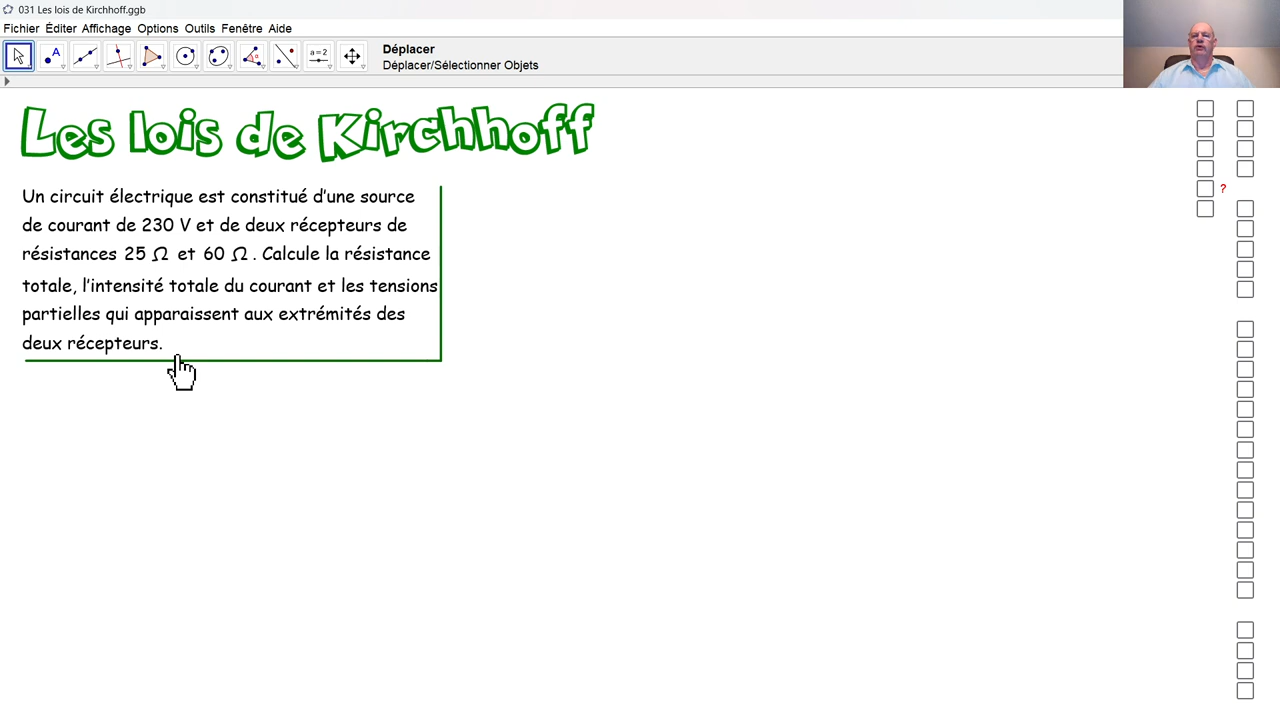 031 Les lois de Kirchhoff.ggb
Fichier Éditer Affichage Options Outils Fenêtre Aide
A
a=2
Déplacer
Déplacer/Sélectionner Objets
Les lois de Kirchhoff
Un circuit électrique est constitué d'une source
de courant de 230 V et de deux récepteurs de
résistances 25 Ω et 60 Ω . Calcule la résistance
totale, l'intensité totale du courant et les tensions
partielles qui apparaissent aux extrémités des
deux récepteurs.
?